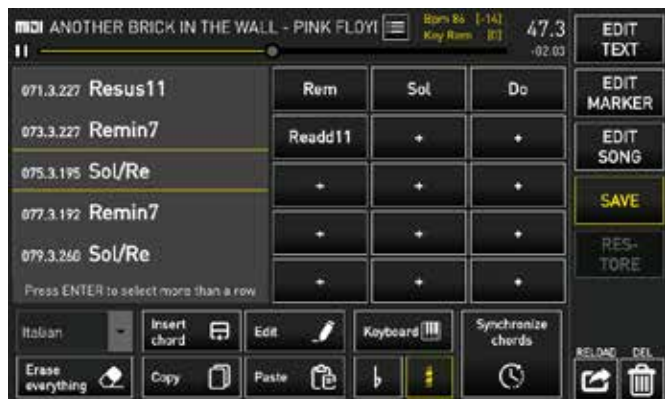 MIDI ANOTHER BRICK IN THE WALL - PINK FLOYI
Bpm 86 [-14]
Key Rem [0]
47.3
-02.03
071.3.227 Resus11
073.3.227 Remin7
075.3.195 Sol/Re
077.3.192 Remin7
079.3.260 Sol/Re
Press ENTER to select more than a row
Rem Sol Do
Readd11 + +
+ + +
+ + +
+ + +
EDIT
TEXT
EDIT
MARKER
EDIT
SONG
SAVE
RES-
TORE
Italian
Insert
chord
Edit
Keyboard
Synchronize
chords
Erase
everything
Copy
Paste
♭ ♯
RELOAD DEL